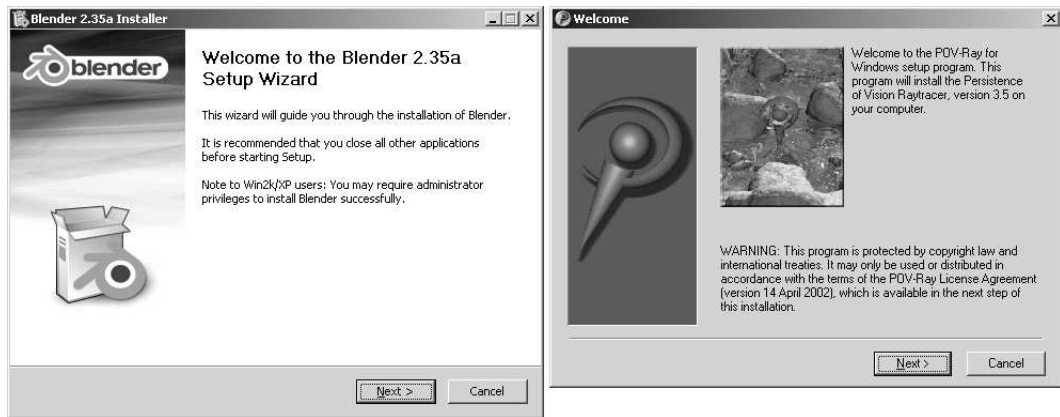 Blender 2.35a Installer
blender
Welcome to the Blender 2.35a
Setup Wizard
This wizard will guide you through the installation of Blender.
It is recommended that you close all other applications
before starting Setup.
Note to Win2k/XP users: You may require administrator
privileges to install Blender successfully.
Next >
Cancel
Welcome
Welcome to the POV-Ray for
Windows setup program. This
program will install the Persistence
of Vision Raytracer, version 3.5 on
your computer.
WARNING: This program is protected by copyright law and
international treaties. It may only be used or distributed in
accordance with the terms of the POV-Ray License Agreement
(version 14 April 2002), which is available in the next step of
this installation.
Next >
Cancel